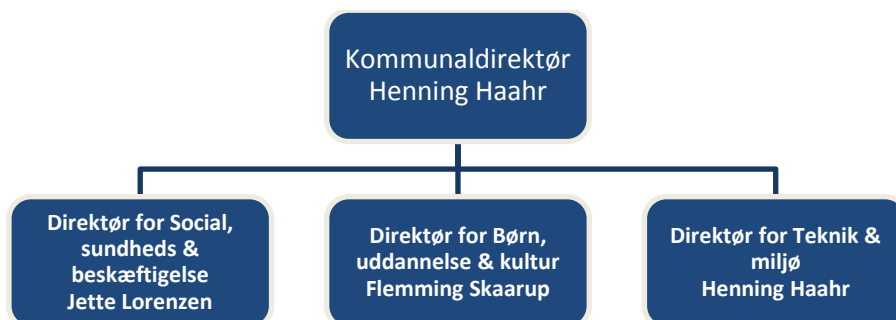 Kommunaldirektør
Henning Haahr
Direktør for Social,
sundheds &
beskæftigelse
Jette Lorenzen
Direktør for Børn,
uddannelse & kultur
Flemming Skaarup
Direktør for Teknik &
miljø
Henning Haahr